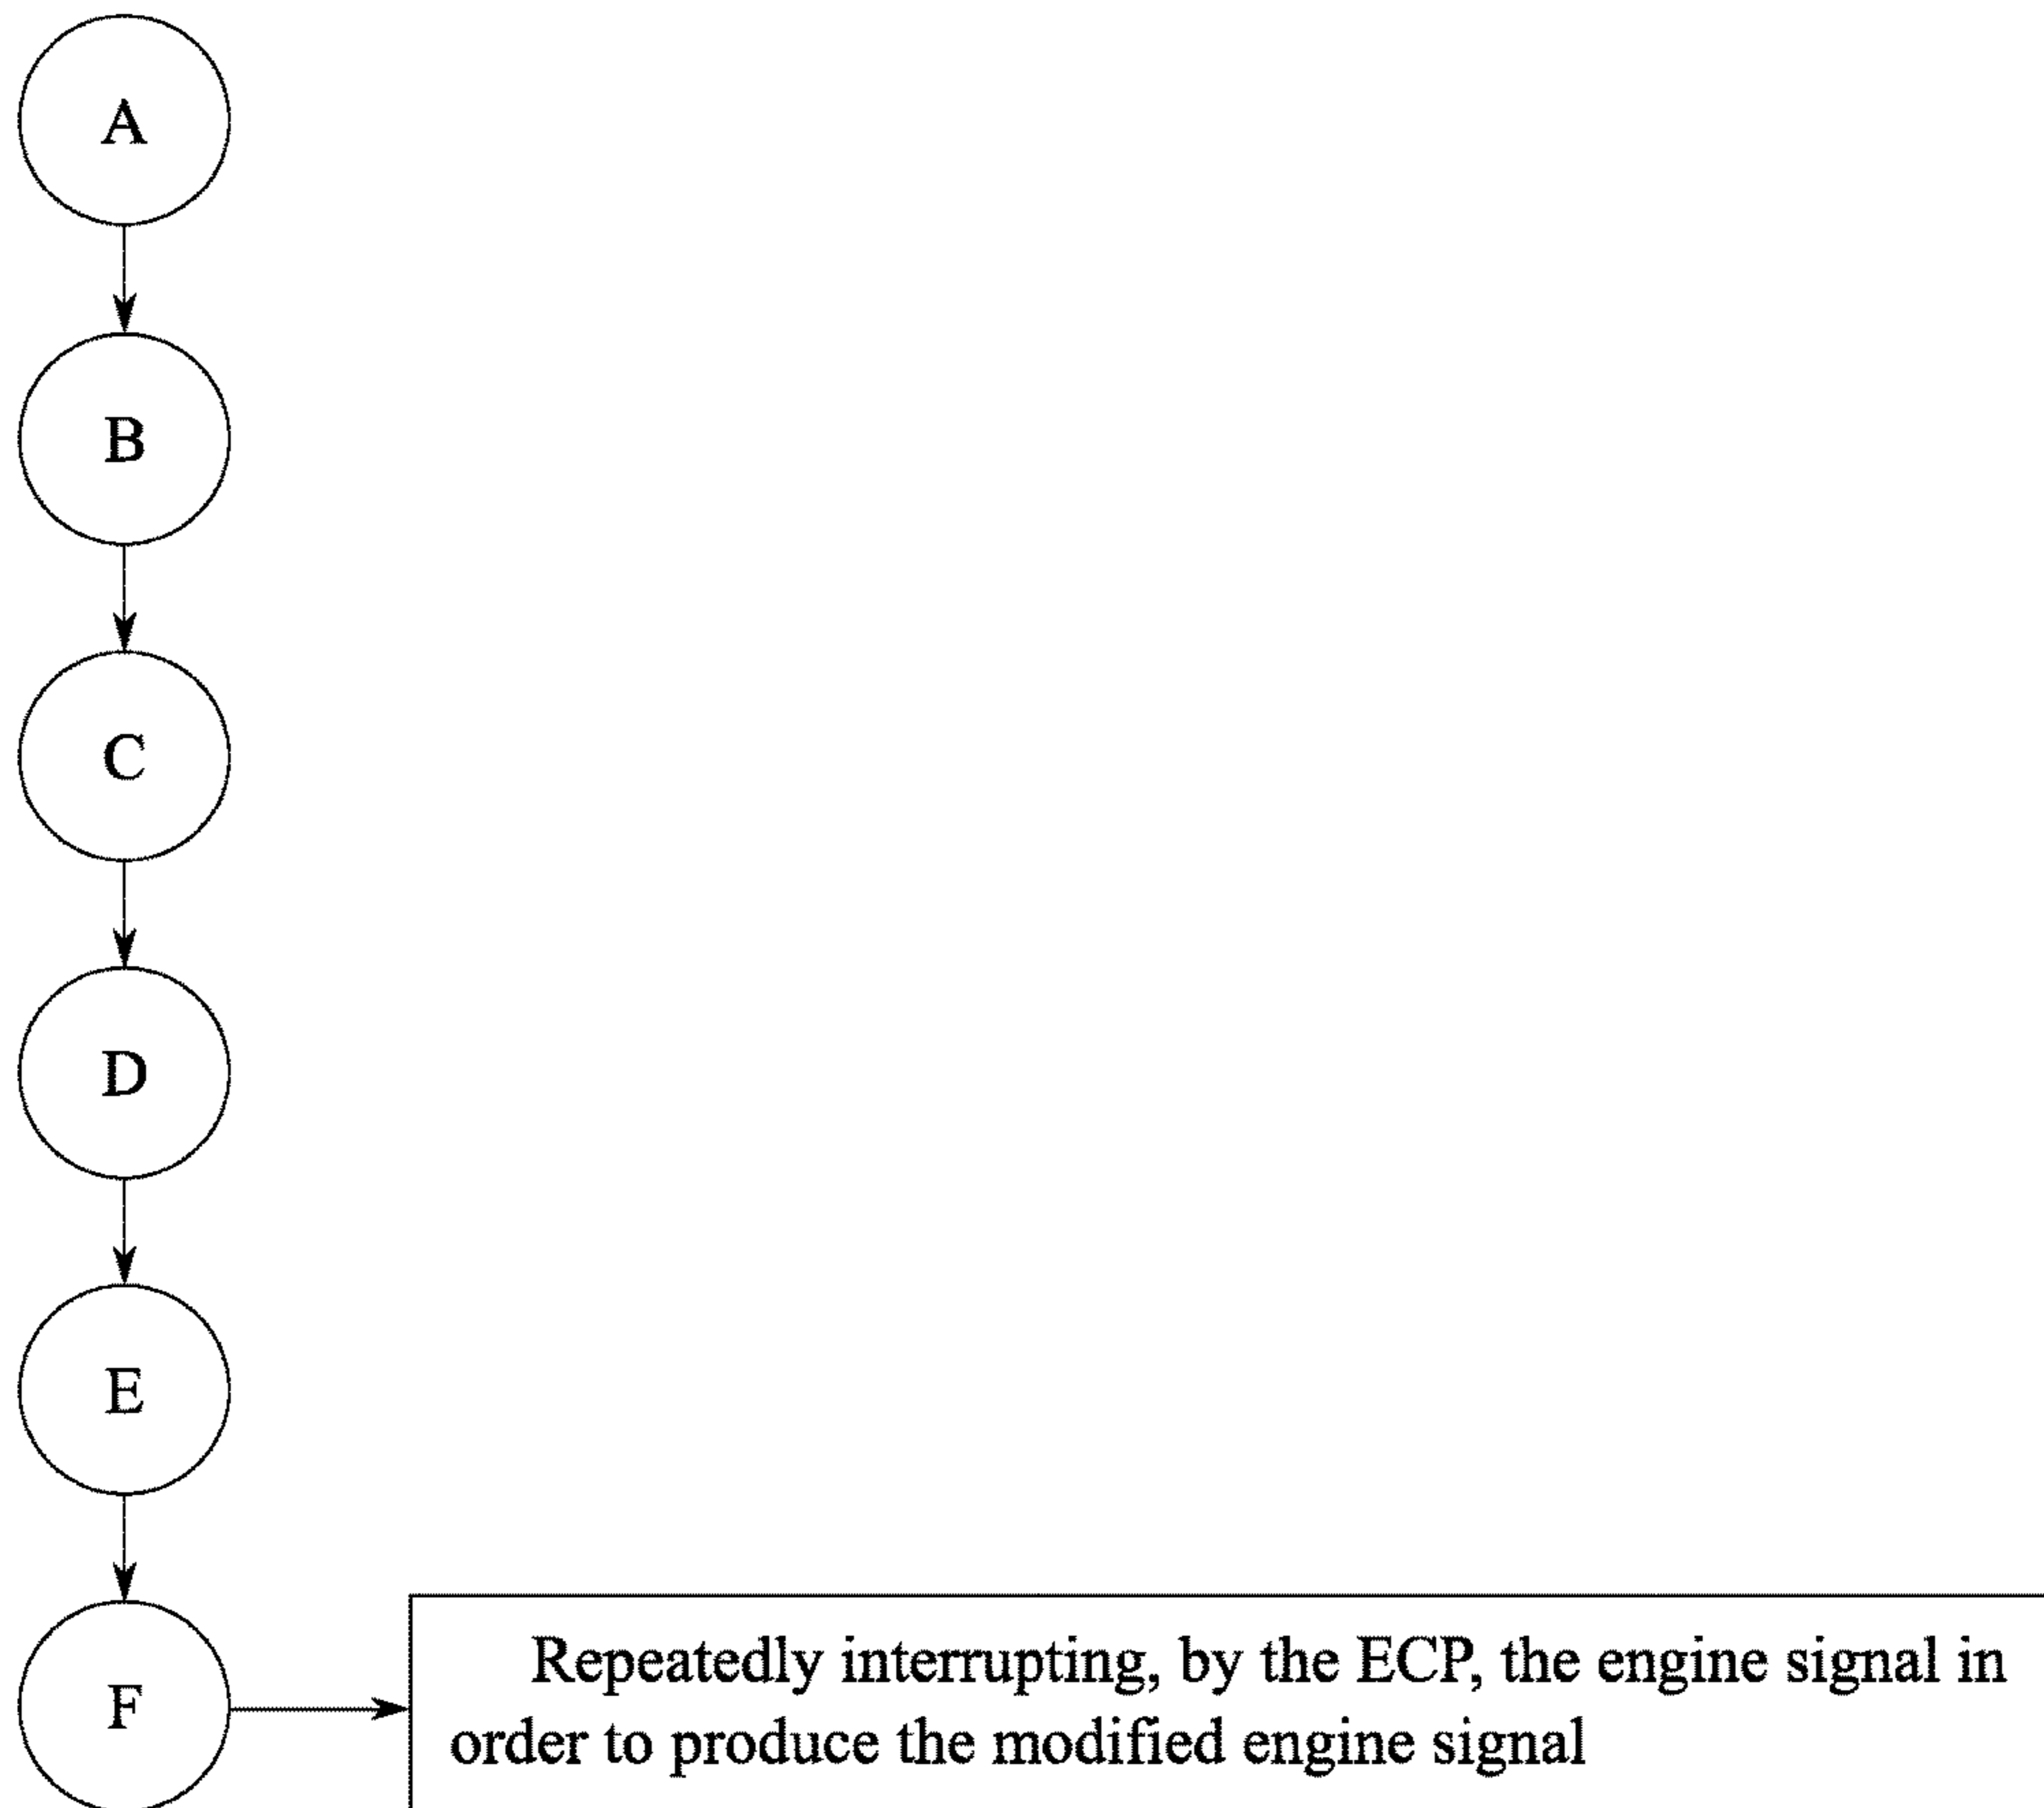 A
B
C
D
E
F
Repeatedly interrupting, by the ECP, the engine signal in
order to produce the modified engine signal